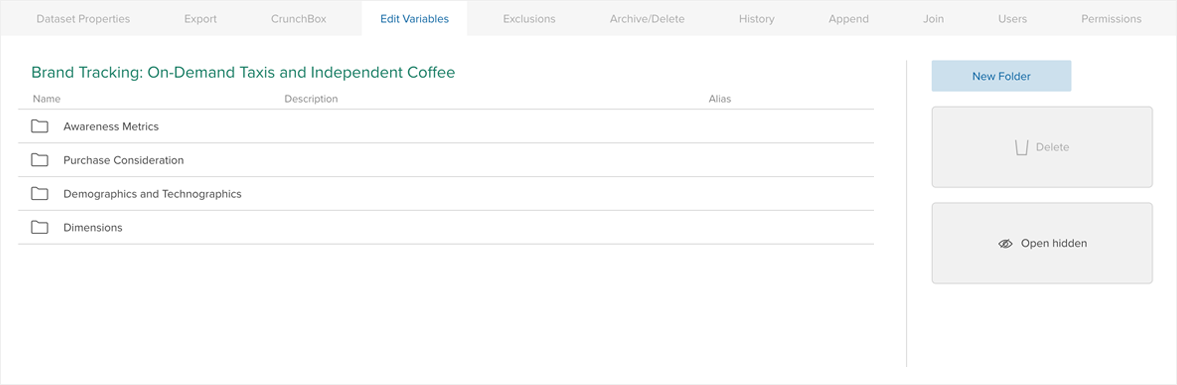 Dataset Properties Export CrunchBox Edit Variables Exclusions Archive/Delete History Append Join Users Permissions
Brand Tracking: On-Demand Taxis and Independent Coffee
Name Description Alias
Awareness Metrics
Purchase Consideration
Demographics and Technographics
Dimensions
New Folder
Delete
Open hidden